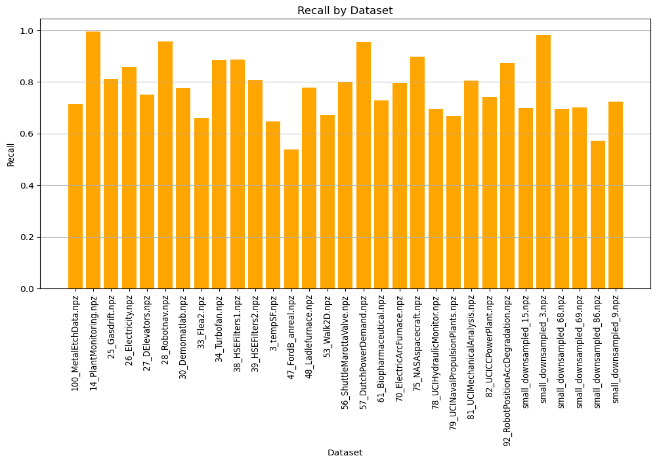 Recall by Dataset
1.0
0.8
0.6
0.4
0.2
0.0
Recall
100_MetalEtchData.npz
14_PlantMonitoring.npz
25_Gasdrift.npz
26_Electricity.npz
27_DElevators.npz
28_Robotnav.npz
30_Demomatlab.npz
33_Flea2.npz
34_Turbofan.npz
38_HSEFilters1.npz
39_HSEFilters2.npz
3_tempSF.npz
47_FordB_anreal.npz
48_Ladlefurnace.npz
53_Walk2D.npz
56_ShuttleMarottaValve.npz
57_DutchPowerDemand.npz
61_Biopharmaceutical.npz
70_ElectricArcFurnace.npz
75_NASAspacecraft.npz
78_UCIHydraulicMonitor.npz
79_UCINavalPropulsionPlants.npz
81_UCIMechanicalAnalysis.npz
82_UCICCPowerPlant.npz
92_RobotPositionAccDegradation.npz
small_downsampled_15.npz
small_downsampled_3.npz
small_downsampled_68.npz
small_downsampled_69.npz
small_downsampled_86.npz
small_downsampled_9.npz
Dataset